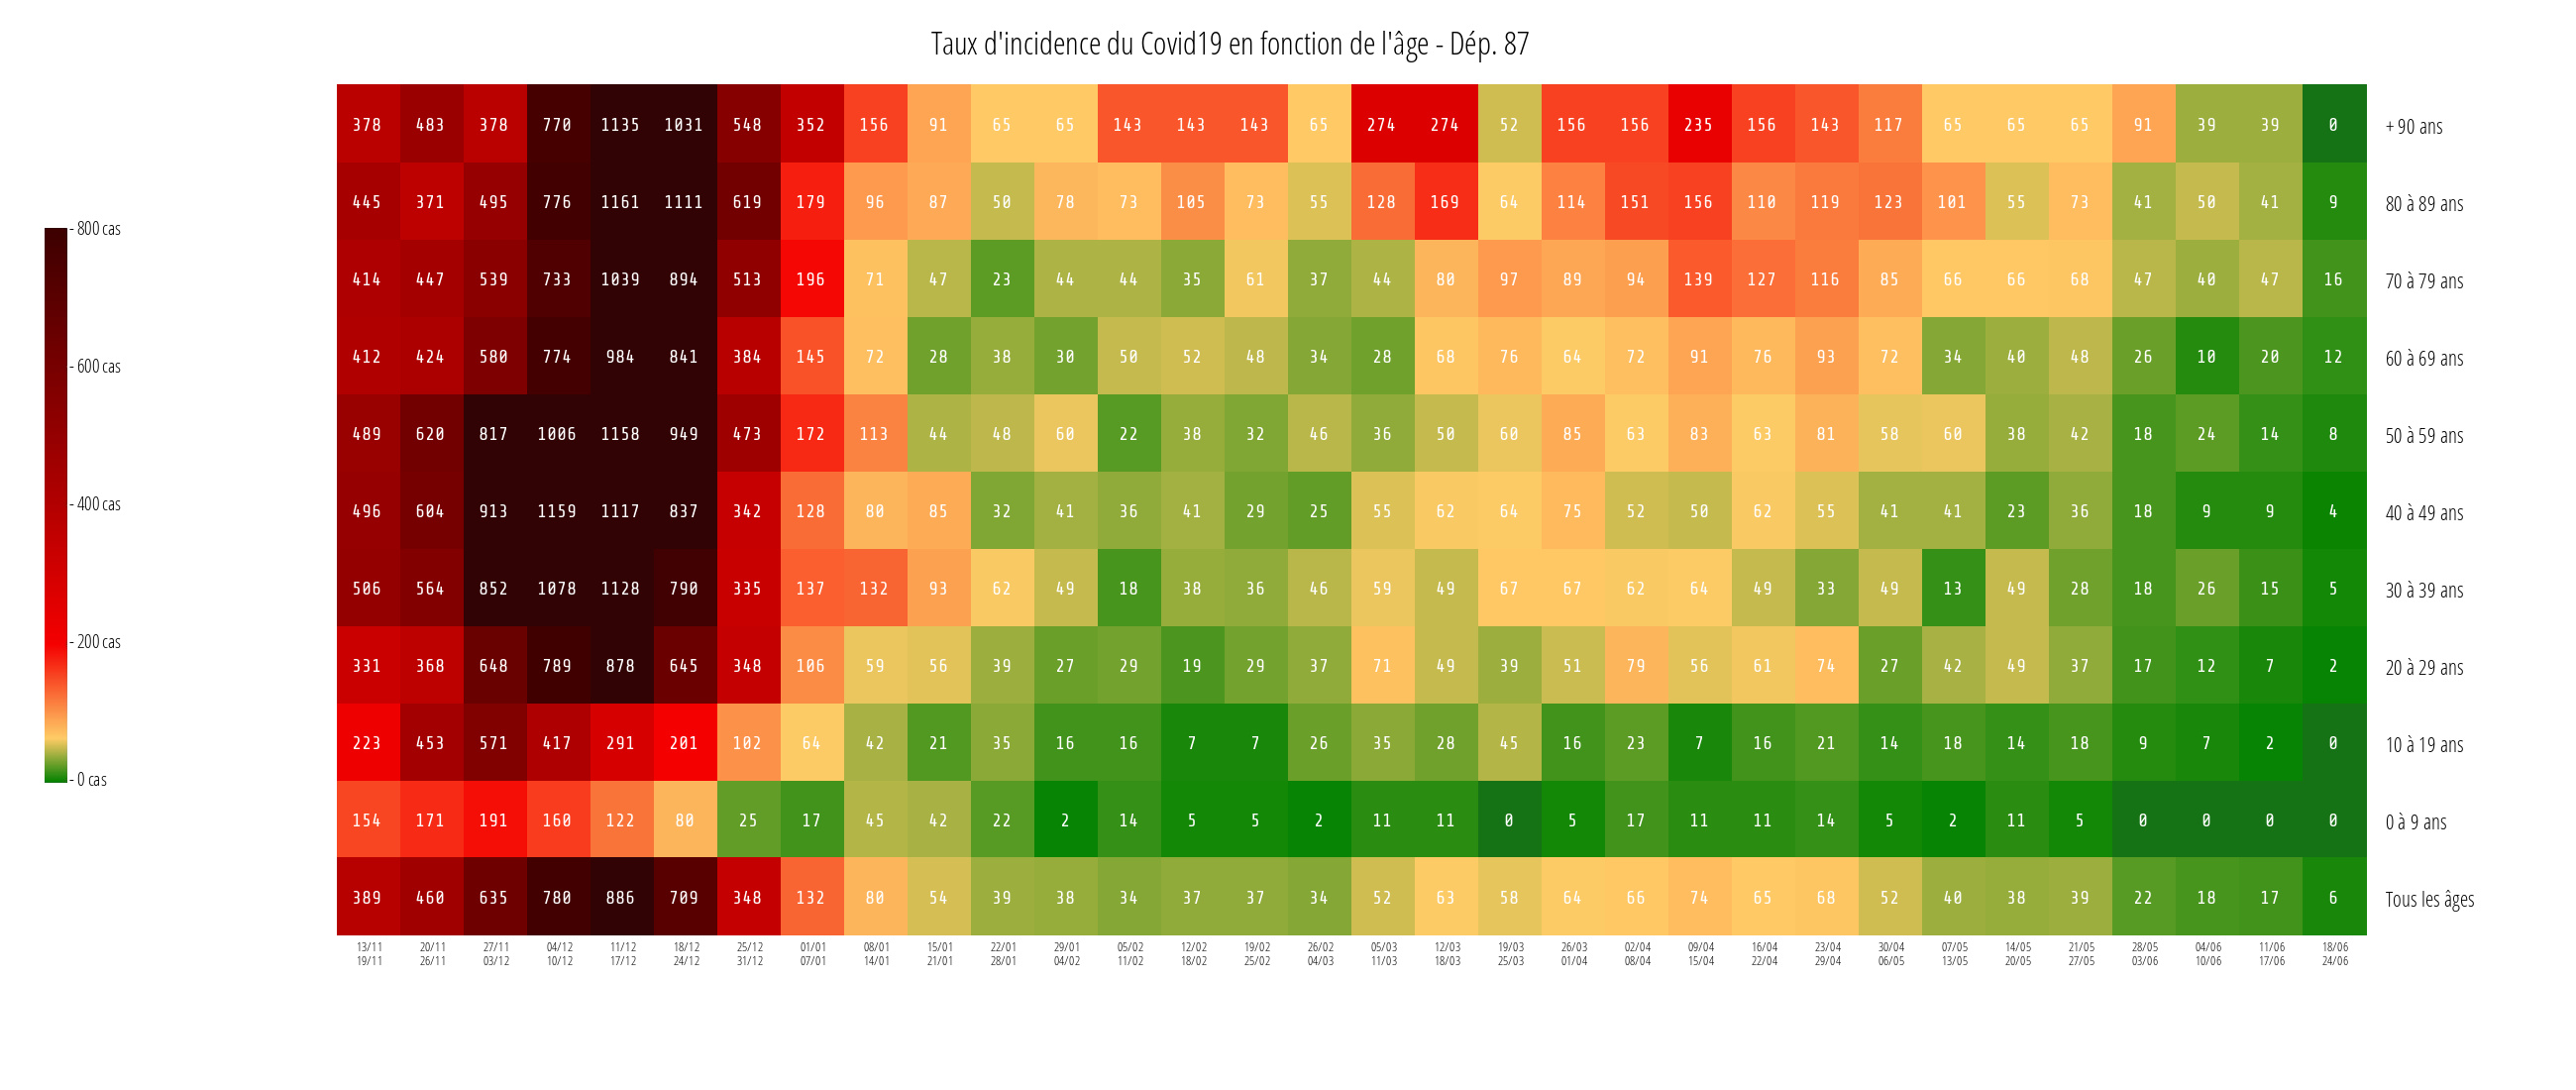 Taux d'incidence du Covid19 en fonction de l'âge - Dép. 87
378 483 378 770 1135 1031 548 352 156 91 65 65 143 143 143 65 274 274 52 156 156 235 156 143 117 65 65 65 91 39 39 0 + 90 ans
445 371 495 776 1161 1111 619 179 96 87 50 78 73 105 73 55 128 169 64 114 151 156 110 119 123 101 55 73 41 50 41 9 80 à 89 ans
- 800 cas
414 447 539 733 1039 894 513 196 71 47 23 44 44 35 61 37 44 80 97 89 94 139 127 116 85 66 66 68 47 40 47 16 70 à 79 ans
412 424 580 774 984 841 384 145 72 28 38 30 50 52 48 34 28 68 76 64 72 91 76 93 72 34 40 48 26 10 20 12 60 à 69 ans
- 600 cas
489 620 817 1006 1158 949 473 172 113 44 48 60 22 38 32 46 36 50 60 85 63 83 63 81 58 60 38 42 18 24 14 8 50 à 59 ans
- 400 cas
496 604 913 1159 1117 837 342 128 80 85 32 41 36 41 29 25 55 62 64 75 52 50 62 55 41 41 23 36 18 9 9 4 40 à 49 ans
506 564 852 1078 1128 790 335 137 132 93 62 49 18 38 36 46 59 49 67 67 62 64 49 33 49 13 49 28 18 26 15 5 30 à 39 ans
- 200 cas
331 368 648 789 878 645 348 106 59 56 39 27 29 19 29 37 71 49 39 51 79 56 61 74 27 42 49 37 17 12 7 2 20 à 29 ans
223 453 571 417 291 201 102 64 42 21 35 16 16 7 7 26 35 28 45 16 23 7 16 21 14 18 14 18 9 7 2 0 10 à 19 ans
- 0 cas
154 171 191 160 122 80 25 17 45 42 22 2 14 5 5 2 11 11 0 5 17 11 11 14 5 2 11 5 0 0 0 0 0 à 9 ans
389 460 635 780 886 709 348 132 80 54 39 38 34 37 37 34 52 63 58 64 66 74 65 68 52 40 38 39 22 18 17 6 Tous les âges
13/11 20/11 27/11 04/12 11/12 18/12 25/12 01/01 08/01 15/01 22/01 29/01 05/02 12/02 19/02 26/02 05/03 12/03 19/03 26/03 02/04 09/04 16/04 23/04 30/04 07/05 14/05 21/05 28/05 04/06 11/06 18/06
19/11 26/11 03/12 10/12 17/12 24/12 31/12 07/01 14/01 21/01 28/01 04/02 11/02 18/02 25/02 04/03 11/03 18/03 25/03 01/04 08/04 15/04 22/04 29/04 06/05 13/05 20/05 27/05 03/06 10/06 17/06 24/06